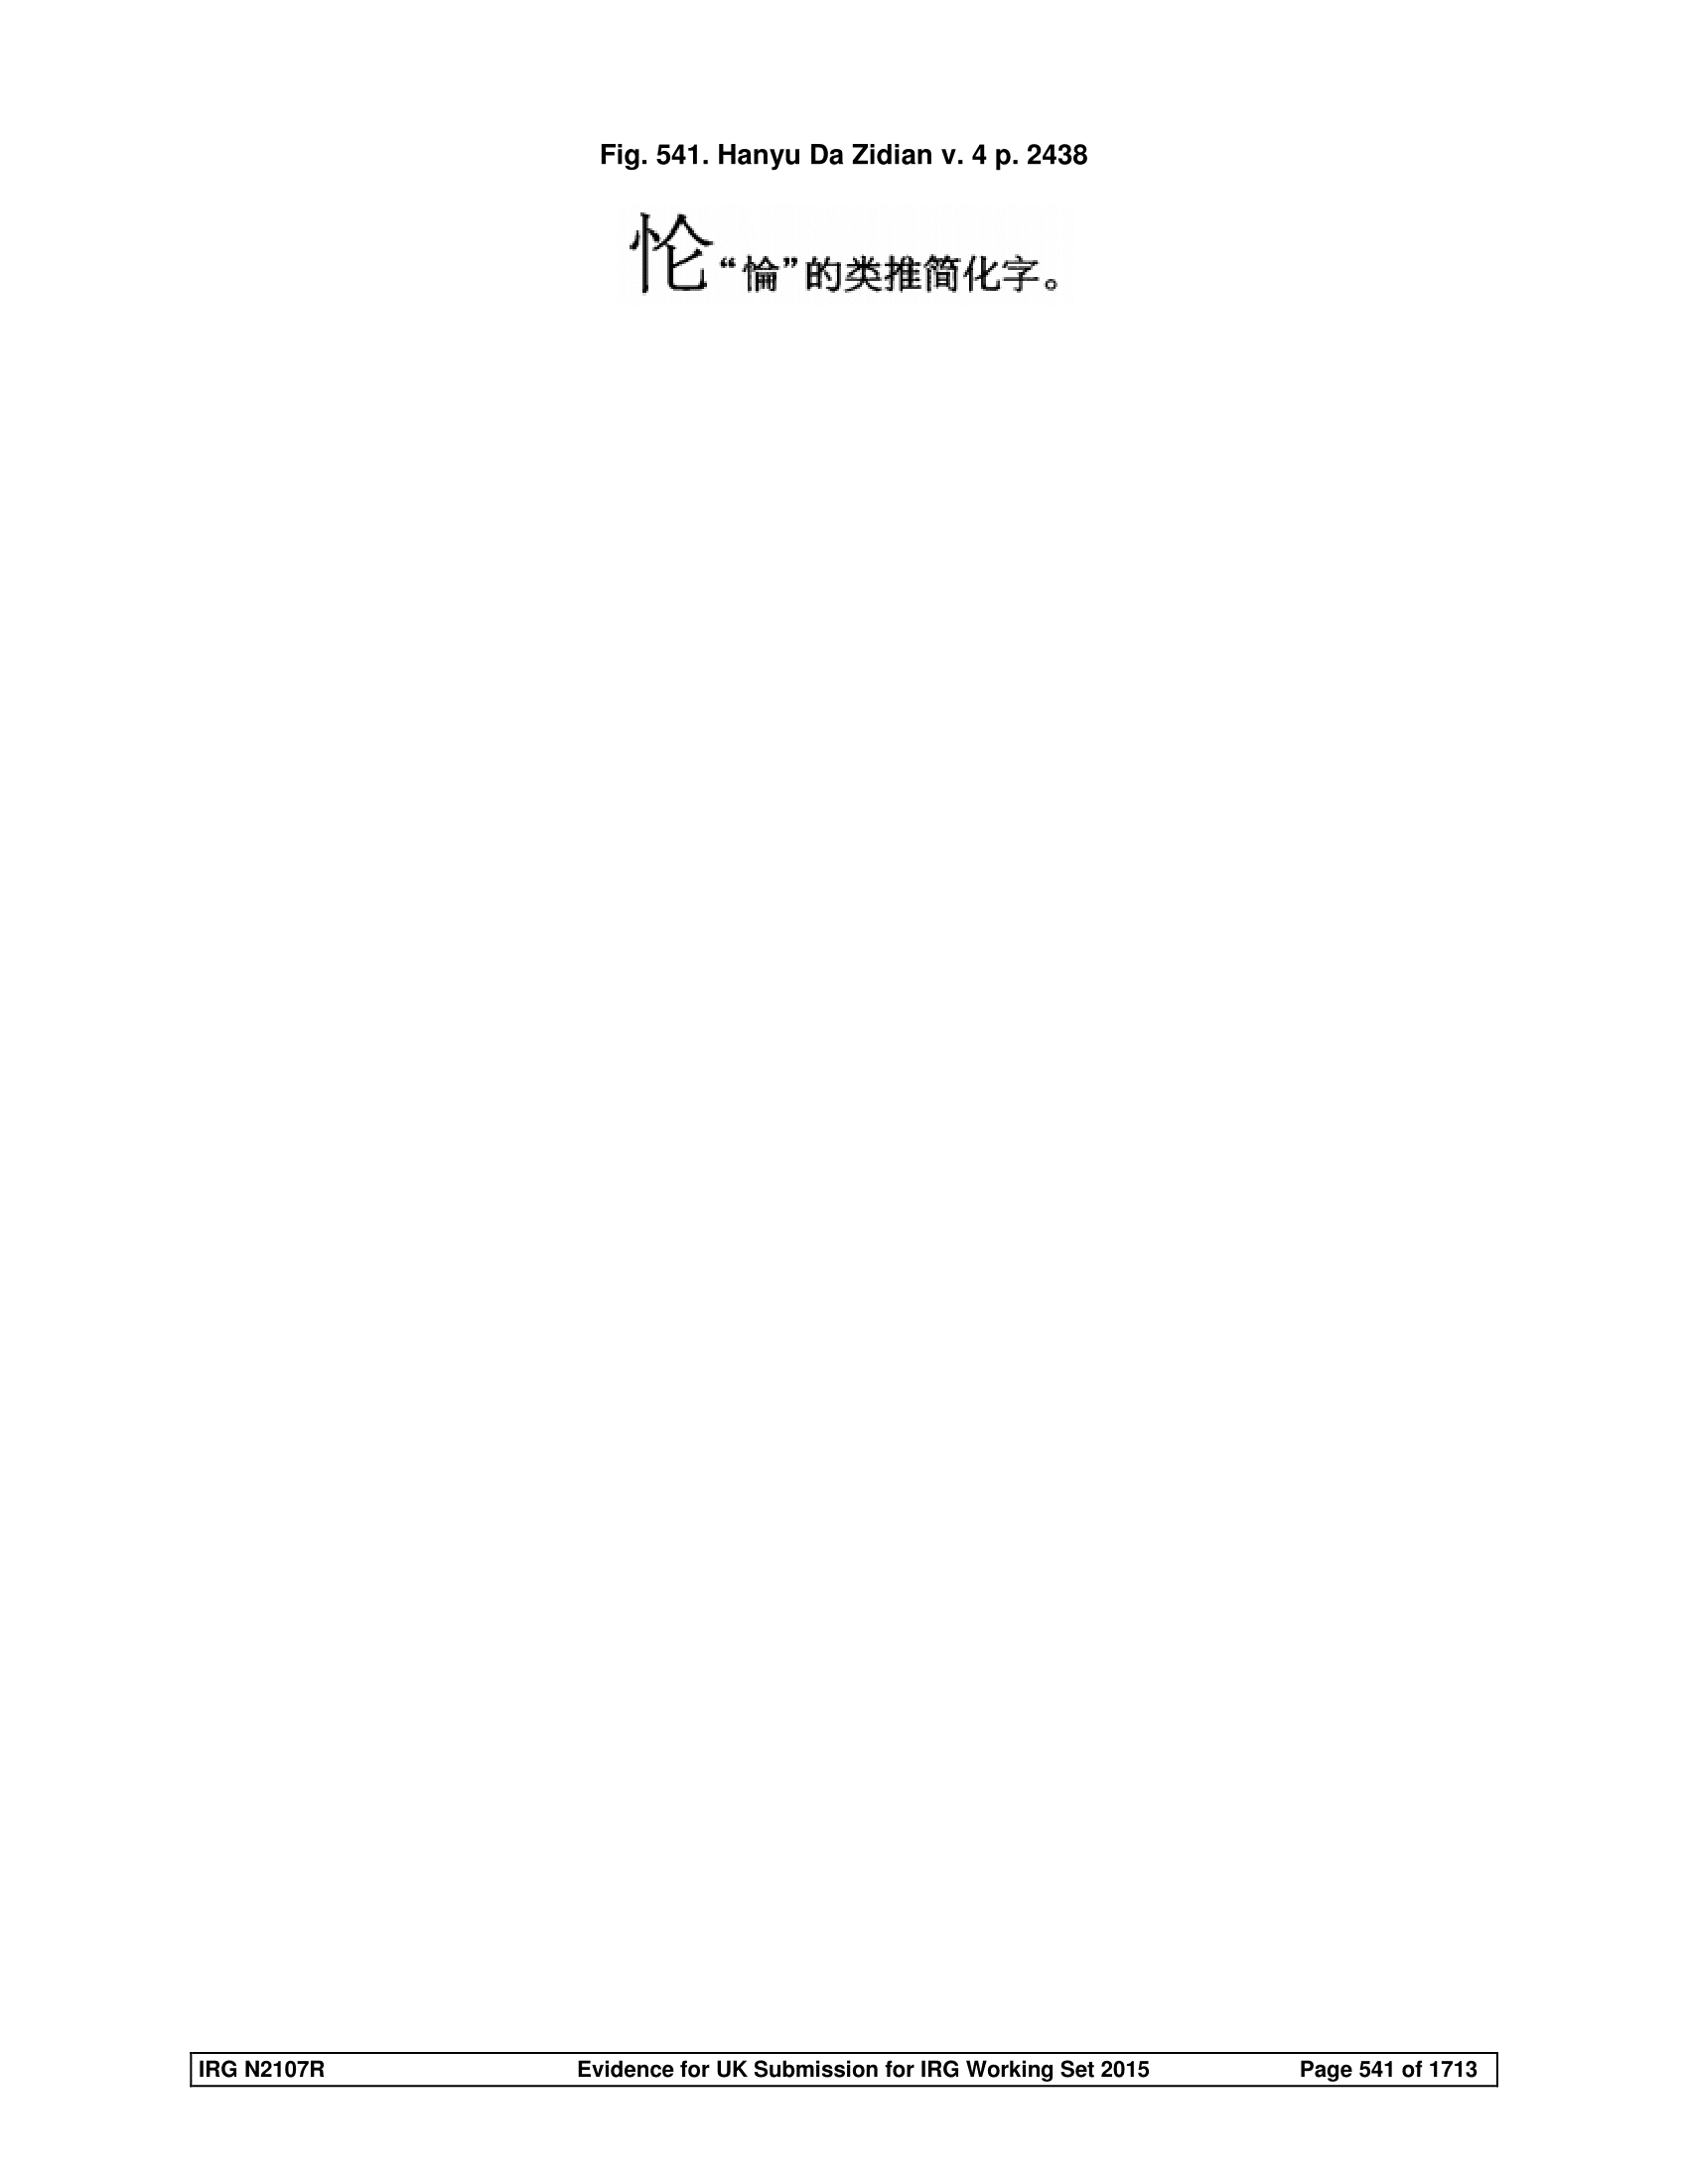 Fig. 541. Hanyu Da Zidian v. 4 p. 2438
⿰忄仑“惀”的类推简化字。
IRG N2107R Evidence for UK Submission for IRG Working Set 2015 Page 541 of 1713